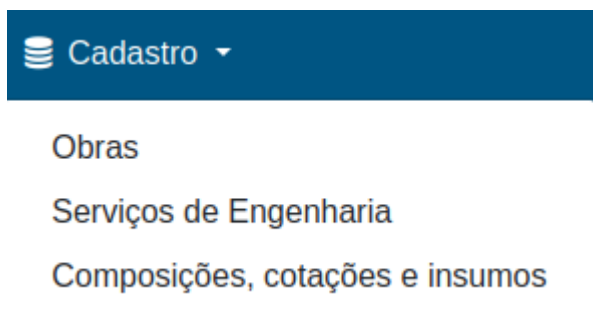 Cadastro
Obras
Serviços de Engenharia
Composições, cotações e insumos